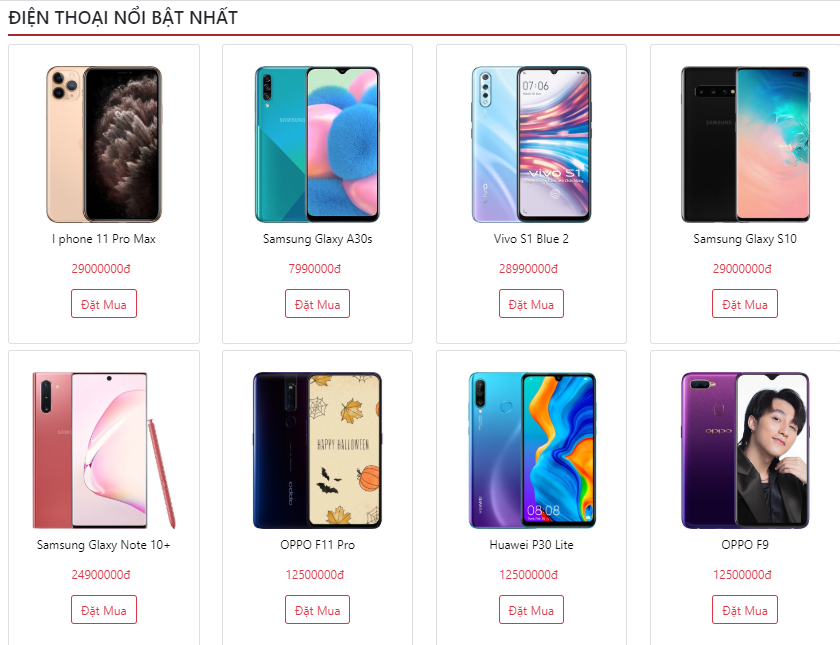 ĐIỆN THOẠI NỔI BẬT NHẤT
SAMSUNG
07:06
vivo
VIVO S1
SAMSUNG
I phone 11 Pro Max
Samsung Glaxy A30s
Vivo S1 Blue 2
Samsung Glaxy S10
29000000đ
7990000đ
28990000đ
29000000đ
Đặt Mua
Đặt Mua
Đặt Mua
Đặt Mua
HAPPY HALLOWEEN
oppo
HUAWEI
08:08
oppo
Samsung Glaxy Note 10+
OPPO F11 Pro
Huawei P30 Lite
OPPO F9
24900000đ
12500000đ
12500000đ
12500000đ
Đặt Mua
Đặt Mua
Đặt Mua
Đặt Mua